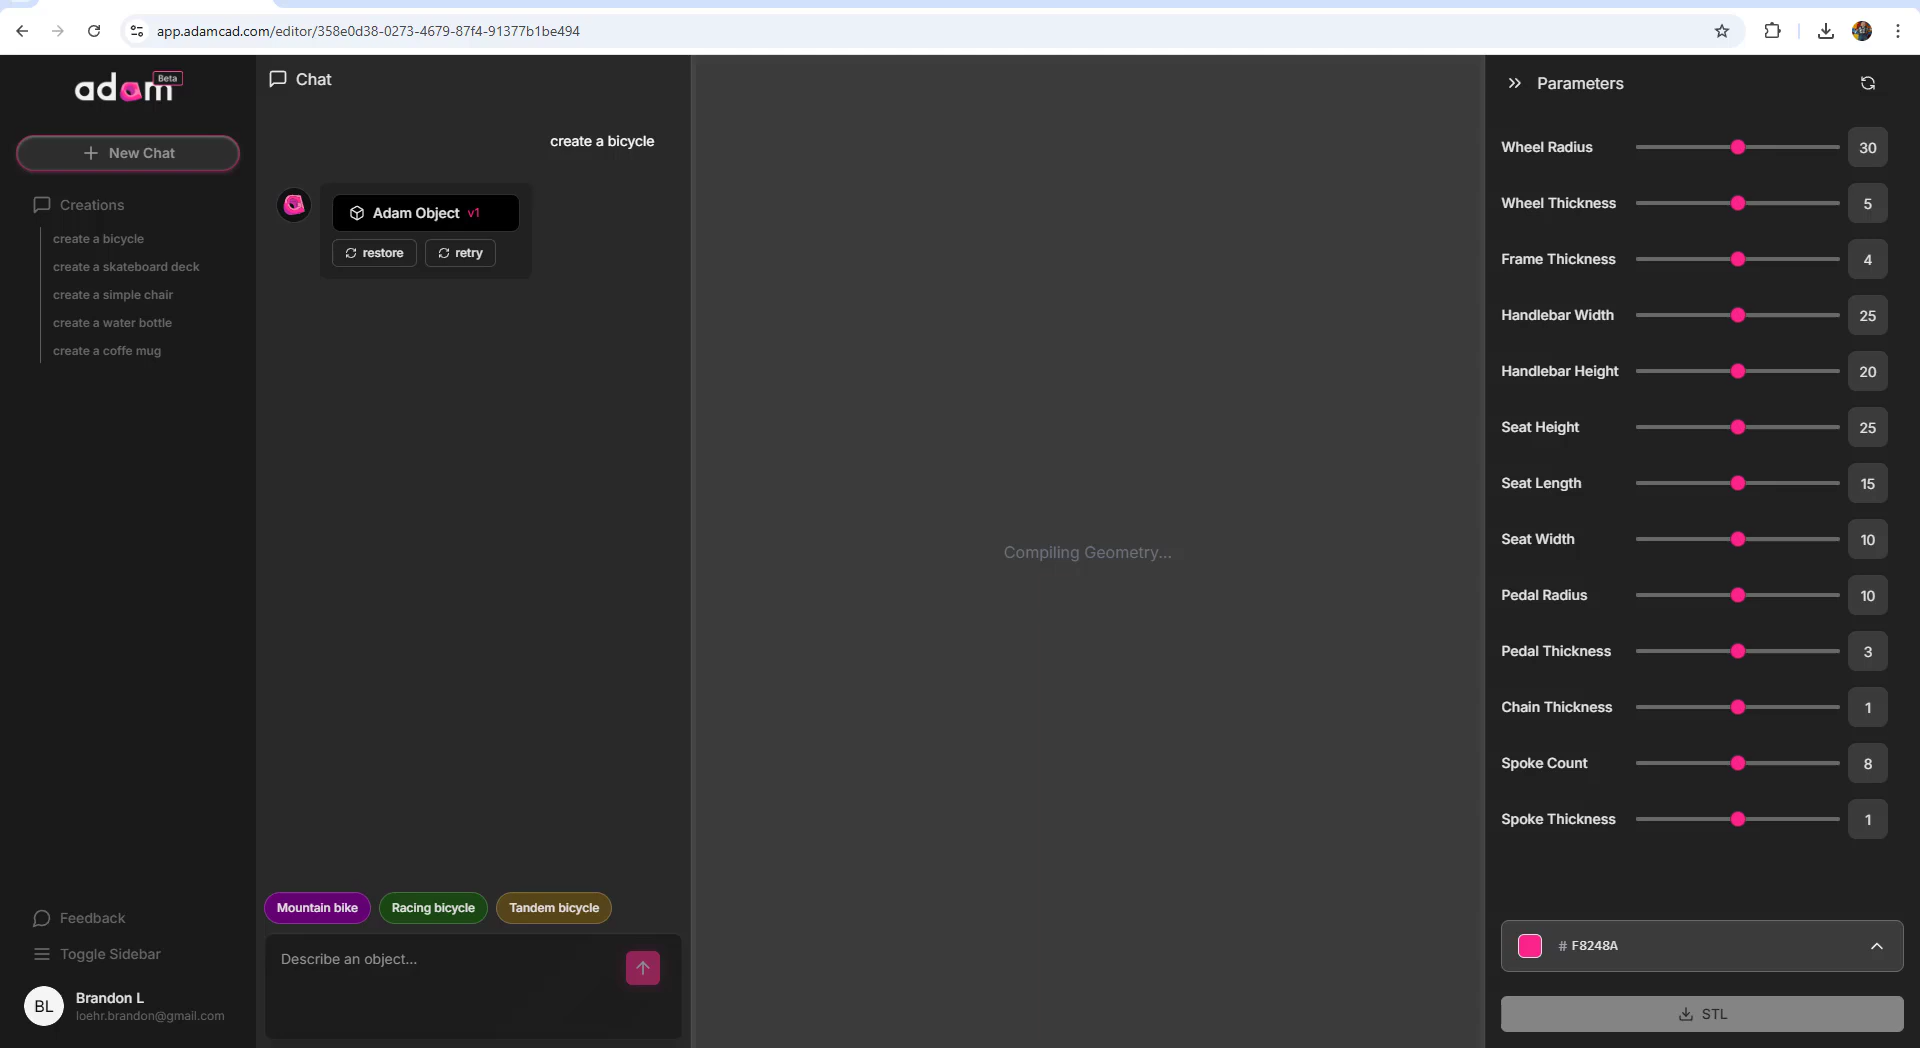 app.adamcad.com/editor/358e0d38-0273-4679-87f4-91377b1be494
adam Beta
New Chat
Creations
create a bicycle
create a skateboard deck
create a simple chair
create a water bottle
create a coffe mug
Feedback
Toggle Sidebar
BL
Brandon L
loehr.brandon@gmail.com
Chat
create a bicycle
Adam Object v1
restore
retry
Mountain bike
Racing bicycle
Tandem bicycle
Describe an object...
Compiling Geometry...
Parameters
Wheel Radius 30
Wheel Thickness 5
Frame Thickness 4
Handlebar Width 25
Handlebar Height 20
Seat Height 25
Seat Length 15
Seat Width 10
Pedal Radius 10
Pedal Thickness 3
Chain Thickness 1
Spoke Count 8
Spoke Thickness 1
# F8248A
STL